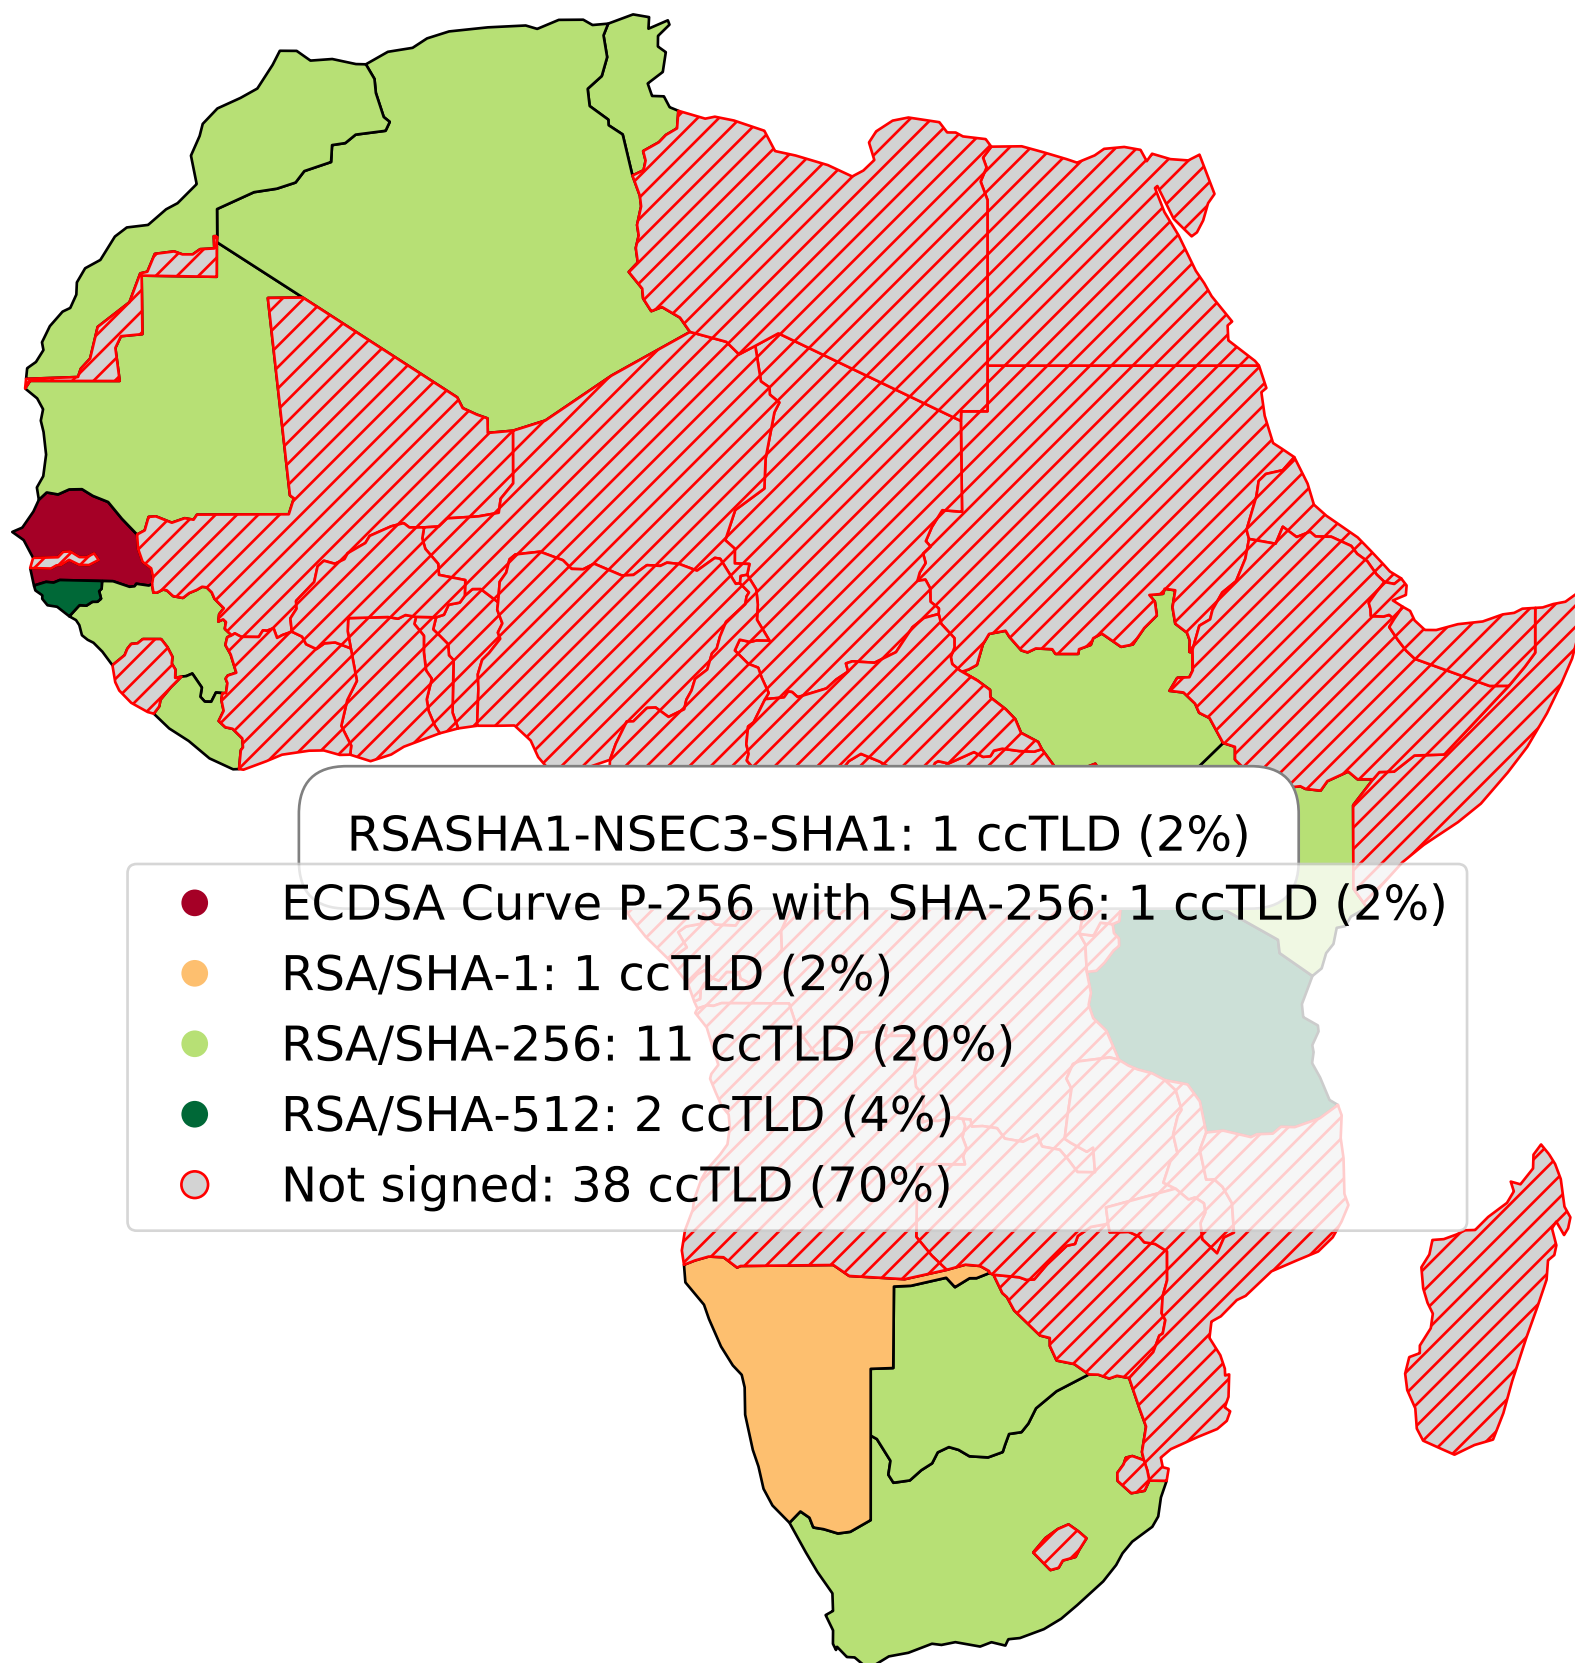 RSASHA1-NSEC3-SHA1: 1 ccTLD (2%)
ECDSA Curve P-256 with SHA-256: 1 ccTLD (2%)
RSA/SHA-1: 1 ccTLD (2%)
RSA/SHA-256: 11 ccTLD (20%)
RSA/SHA-512: 2 ccTLD (4%)
Not signed: 38 ccTLD (70%)